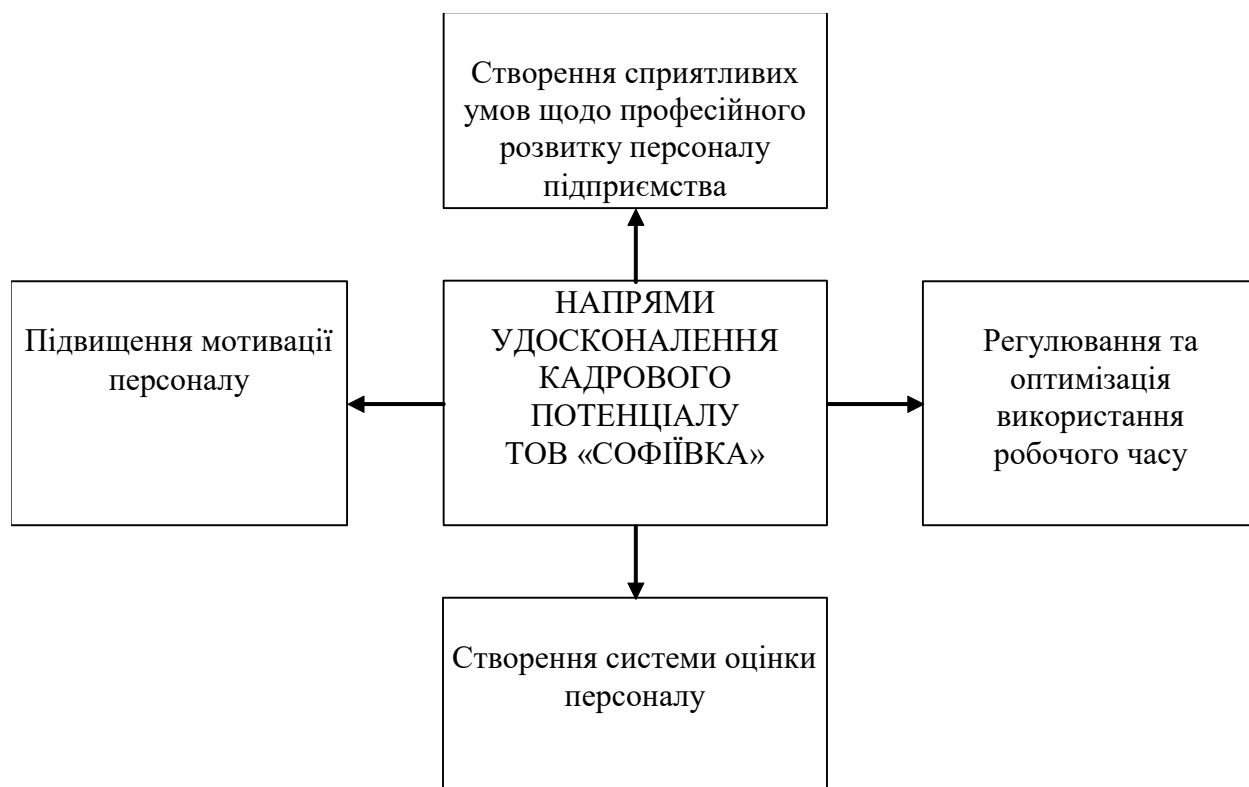 Створення сприятливих
умов щодо професійного
розвитку персоналу
підприємства
Підвищення мотивації
персоналу
НАПРЯМИ
УДОСКОНАЛЕННЯ
КАДРОВОГО
ПОТЕНЦІАЛУ
ТОВ «СОФІЇВКА»
Регулювання та
оптимізація
використання
робочого часу
Створення системи оцінки
персоналу